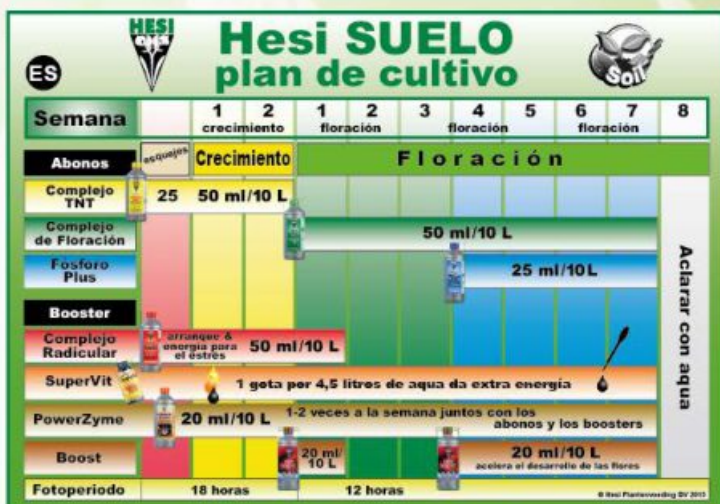 HESI
Hesi SUELO
plan de cultivo
ES
SOIL
Semana 1 2 1 2 3 4 5 6 7 8
crecimiento floración floración floración
Abonos esquejes Crecimiento Floración
Complejo TNT 25 50 ml/10 L
Complejo de Floración 50 ml/10 L
Fósforo Plus 25 ml/10 L
Booster
Complejo Radicular arranque & energía para el estrés 50 ml/10 L
SuperVit 1 gota por 4,5 litros de aqua da extra energía
PowerZyme 20 ml/10 L 1-2 veces a la semana juntos con los abonos y los boosters
Boost 20 ml/10 L 20 ml/10 L
acelera el desarrollo de las flores
Aclarar con aqua
Fotoperiodo 18 horas 12 horas
© Hesi Plantenvoeding BV 2013